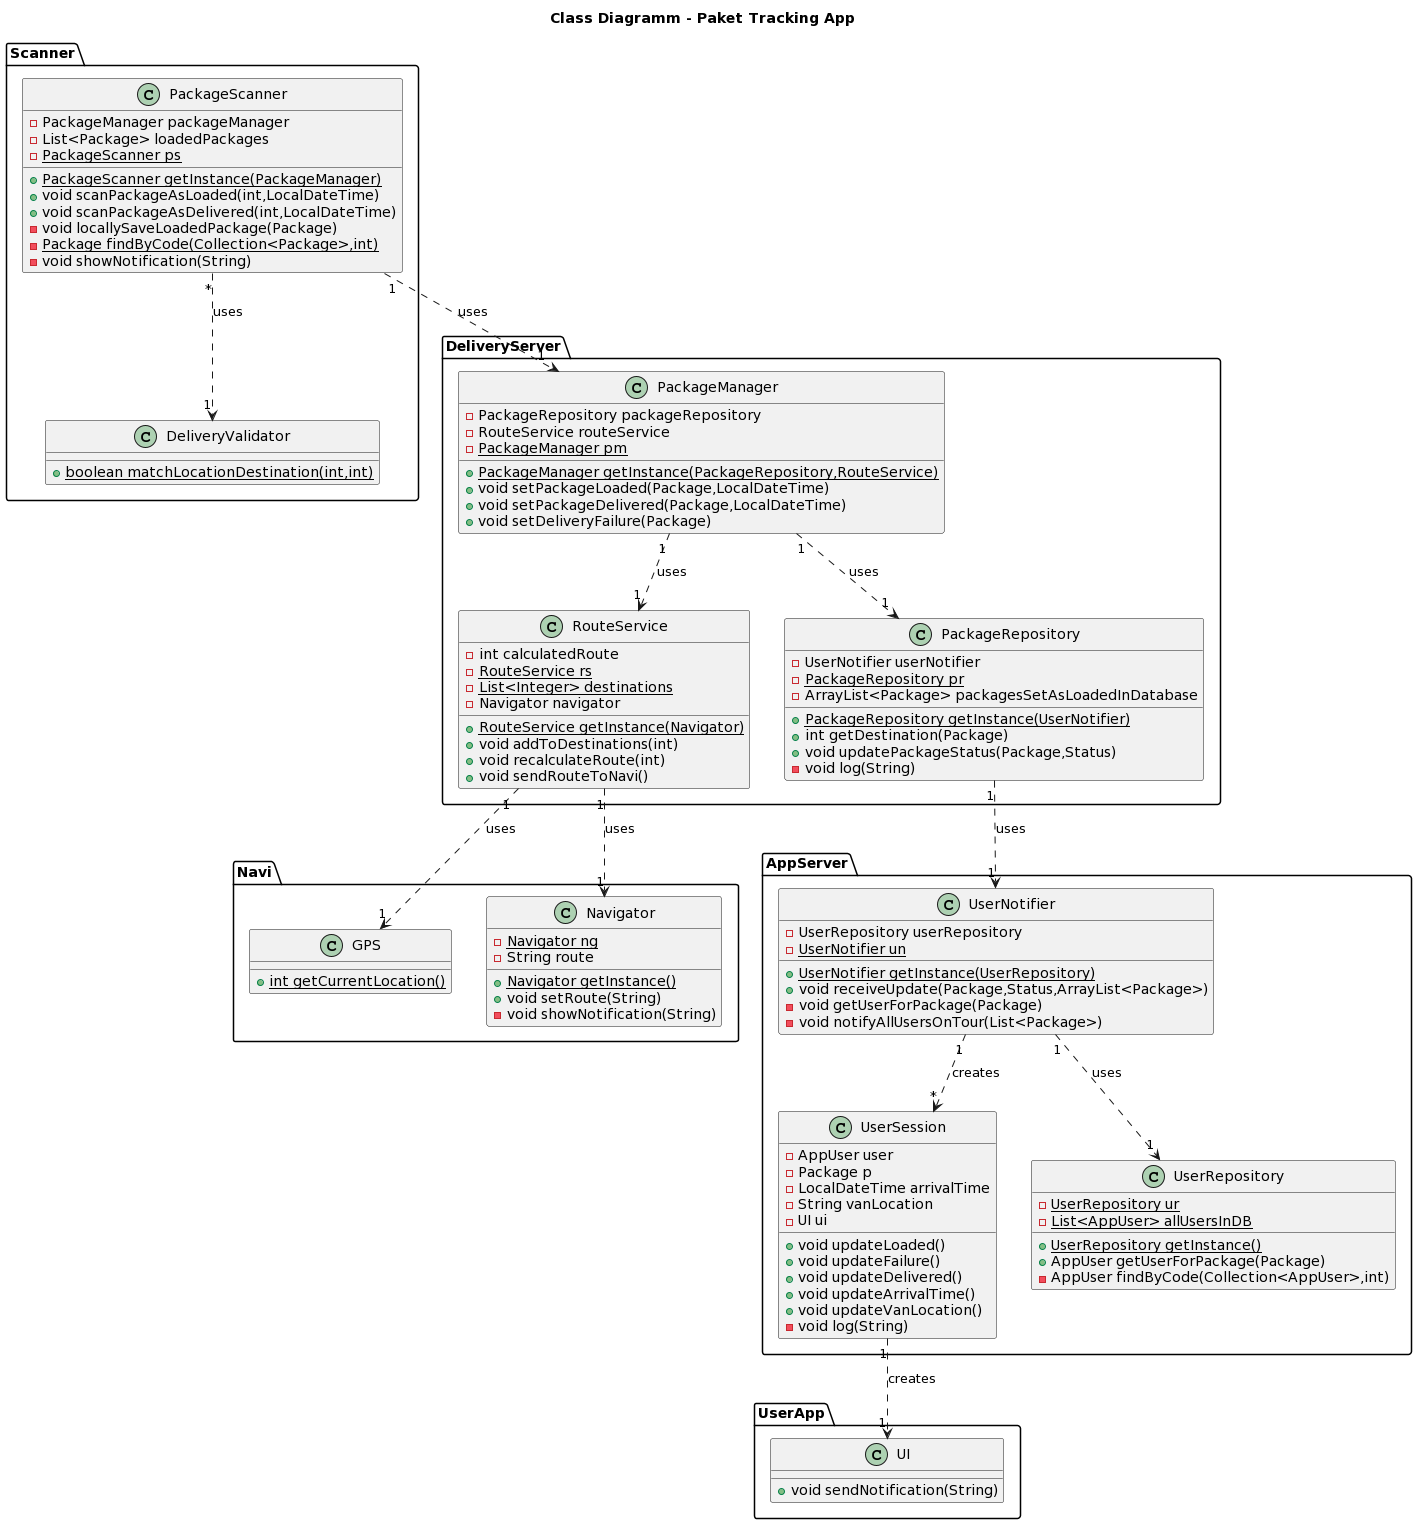 Class Diagramm - Paket Tracking App
Scanner
C PackageScanner
PackageManager packageManager
List<Package> loadedPackages
PackageScanner ps
PackageScanner getInstance(PackageManager)
void scanPackageAsLoaded(int,LocalDateTime)
void scanPackageAsDelivered(int,LocalDateTime)
void locallySaveLoadedPackage(Package)
Package findByCode(Collection<Package>,int)
void showNotification(String)
*
uses
1
1
uses
1
C DeliveryValidator
boolean matchLocationDestination(int,int)
DeliveryServer
C PackageManager
PackageRepository packageRepository
RouteService routeService
PackageManager pm
PackageManager getInstance(PackageRepository,RouteService)
void setPackageLoaded(Package,LocalDateTime)
void setPackageDelivered(Package,LocalDateTime)
void setDeliveryFailure(Package)
1
uses
1
1
uses
1
C RouteService
int calculatedRoute
RouteService rs
List<Integer> destinations
Navigator navigator
RouteService getInstance(Navigator)
void addToDestinations(int)
void recalculateRoute(int)
void sendRouteToNavi()
C PackageRepository
UserNotifier userNotifier
PackageRepository pr
ArrayList<Package> packagesSetAsLoadedInDatabase
PackageRepository getInstance(UserNotifier)
int getDestination(Package)
void updatePackageStatus(Package,Status)
void log(String)
1
uses
1
1
uses
1
1
uses
1
Navi
C GPS
int getCurrentLocation()
C Navigator
Navigator ng
String route
Navigator getInstance()
void setRoute(String)
void showNotification(String)
AppServer
C UserNotifier
UserRepository userRepository
UserNotifier un
UserNotifier getInstance(UserRepository)
void receiveUpdate(Package,Status,ArrayList<Package>)
void getUserForPackage(Package)
void notifyAllUsersOnTour(List<Package>)
1
creates
*
1
uses
1
C UserSession
AppUser user
Package p
LocalDateTime arrivalTime
String vanLocation
UI ui
void updateLoaded()
void updateFailure()
void updateDelivered()
void updateArrivalTime()
void updateVanLocation()
void log(String)
C UserRepository
UserRepository ur
List<AppUser> allUsersInDB
UserRepository getInstance()
AppUser getUserForPackage(Package)
AppUser findByCode(Collection<AppUser>,int)
1
creates
1
UserApp
C UI
void sendNotification(String)